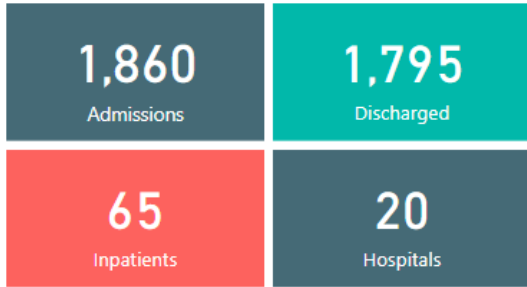 1,860
Admissions
1,795
Discharged
65
Inpatients
20
Hospitals